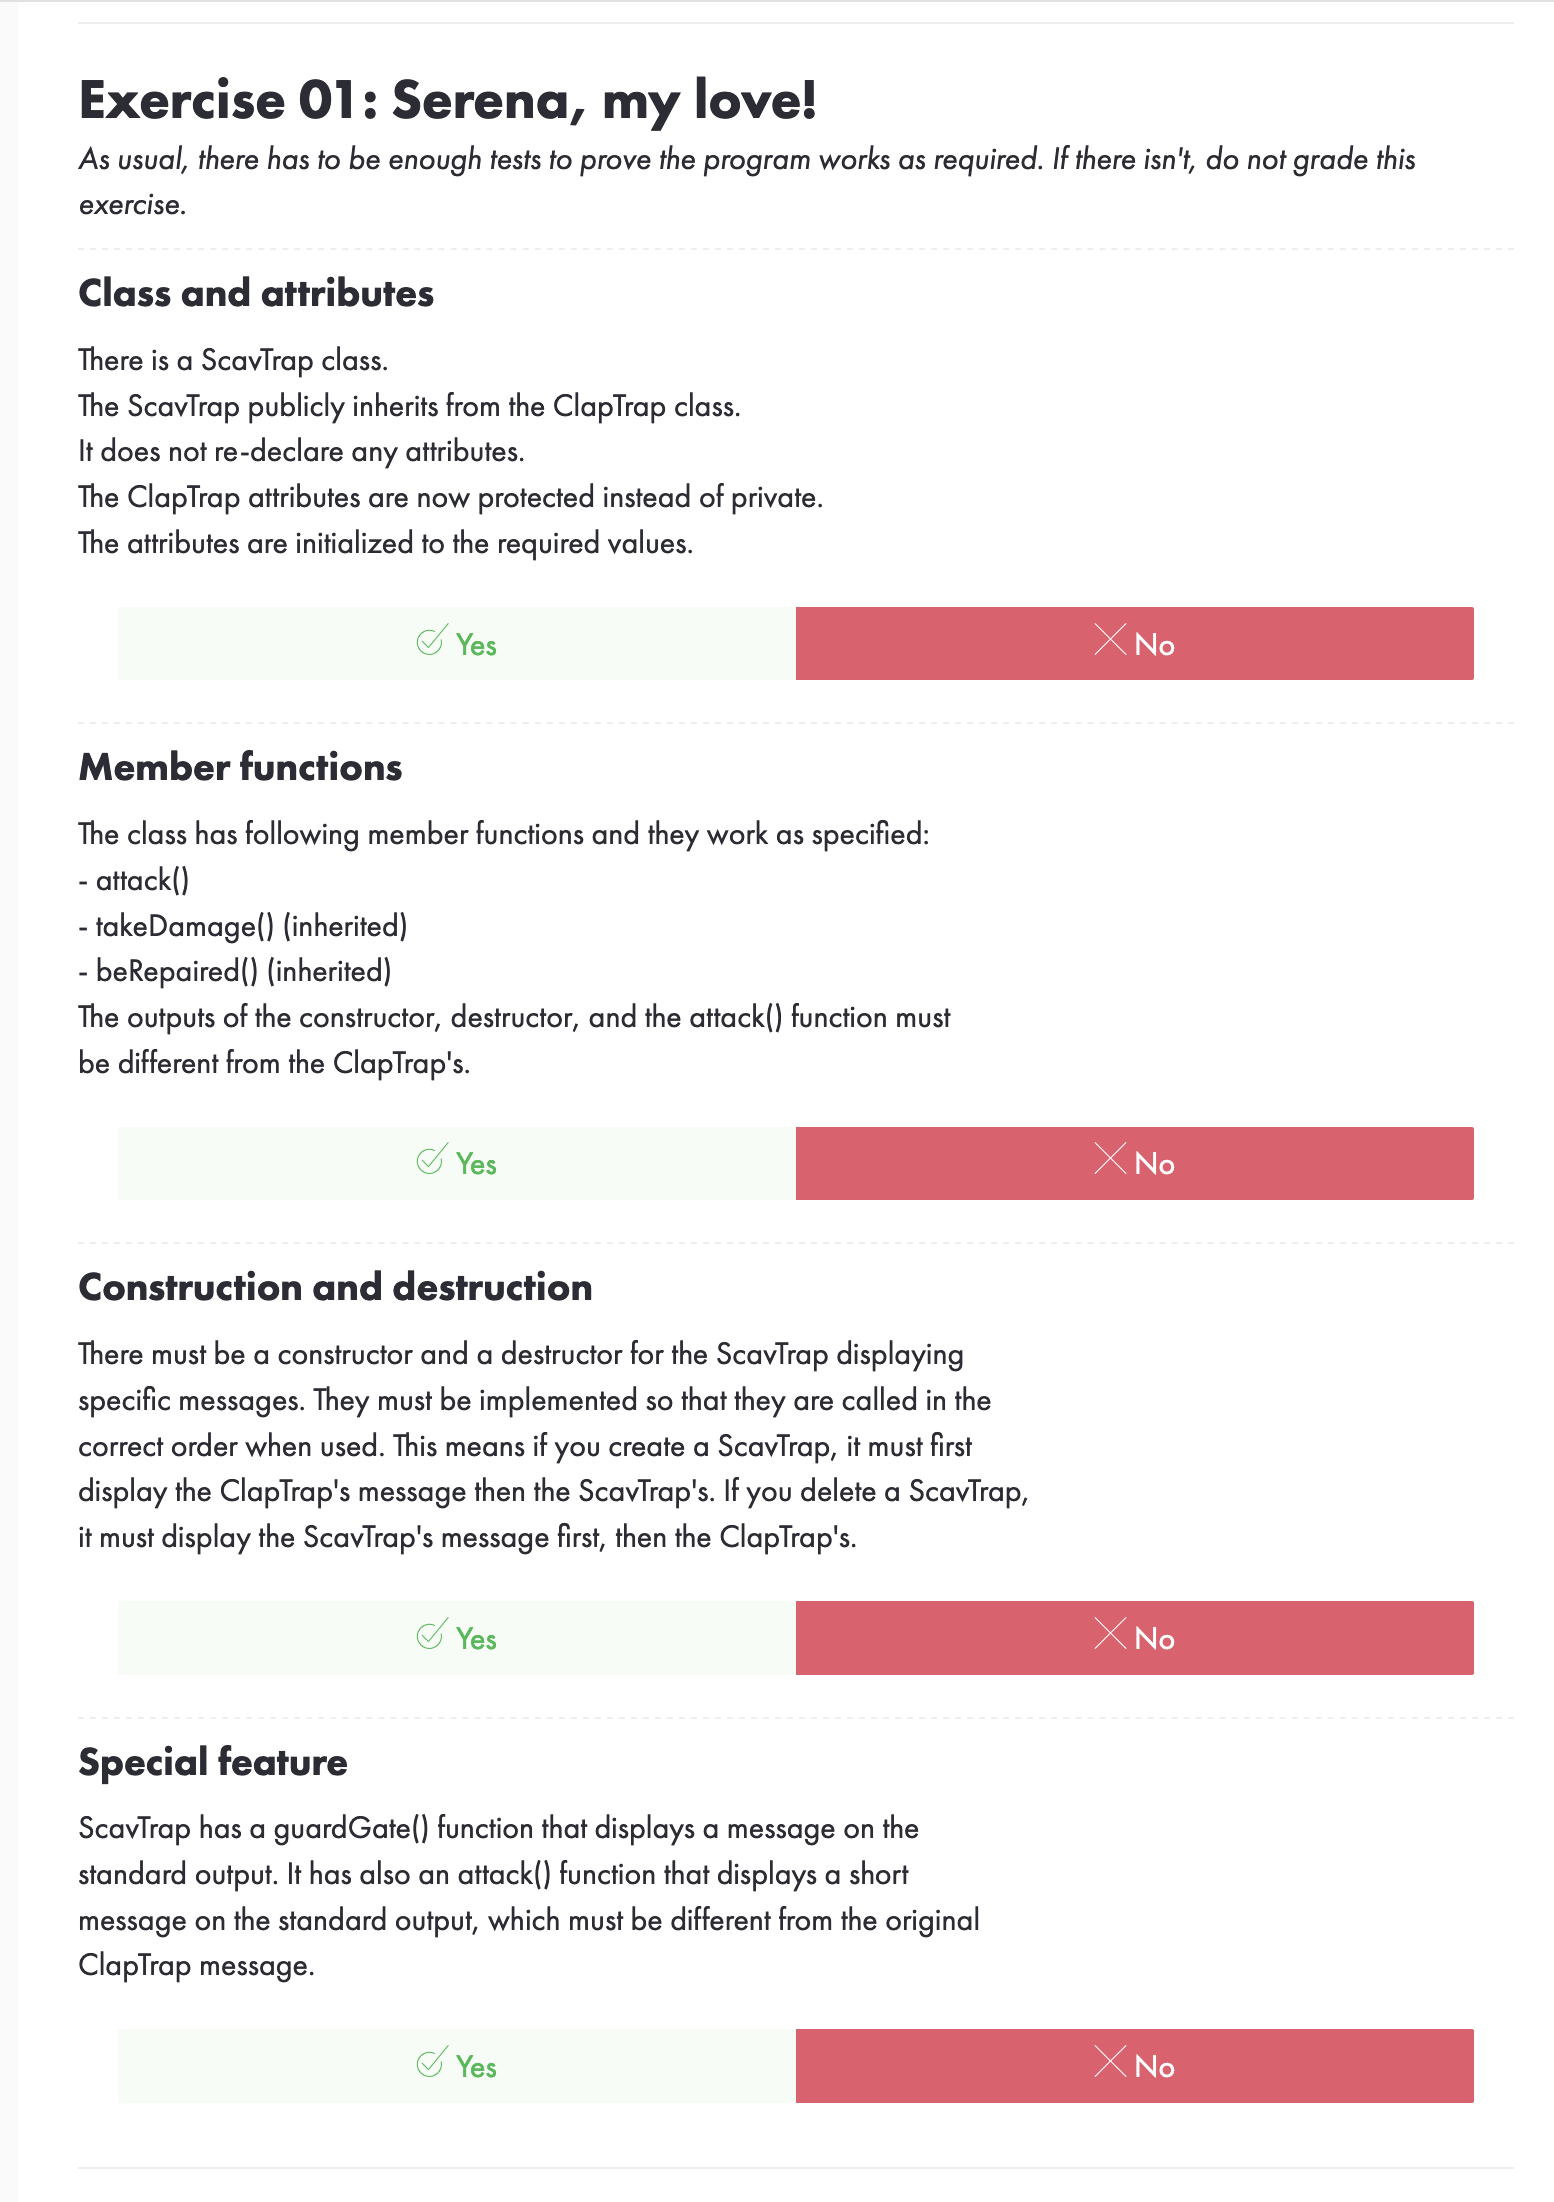 Exercise 01: Serena, my love!
As usual, there has to be enough tests to prove the program works as required. If there isn't, do not grade this
exercise.
Class and attributes
There is a ScavTrap class.
The ScavTrap publicly inherits from the ClapTrap class.
It does not re-declare any attributes.
The ClapTrap attributes are now protected instead of private.
The attributes are initialized to the required values.
Yes No
Member functions
The class has following member functions and they work as specified:
- attack()
- takeDamage() (inherited)
- beRepaired() (inherited)
The outputs of the constructor, destructor, and the attack() function must
be different from the ClapTrap's.
Yes No
Construction and destruction
There must be a constructor and a destructor for the ScavTrap displaying
specific messages. They must be implemented so that they are called in the
correct order when used. This means if you create a ScavTrap, it must first
display the ClapTrap's message then the ScavTrap's. If you delete a ScavTrap,
it must display the ScavTrap's message first, then the ClapTrap's.
Yes No
Special feature
ScavTrap has a guardGate() function that displays a message on the
standard output. It has also an attack() function that displays a short
message on the standard output, which must be different from the original
ClapTrap message.
Yes No